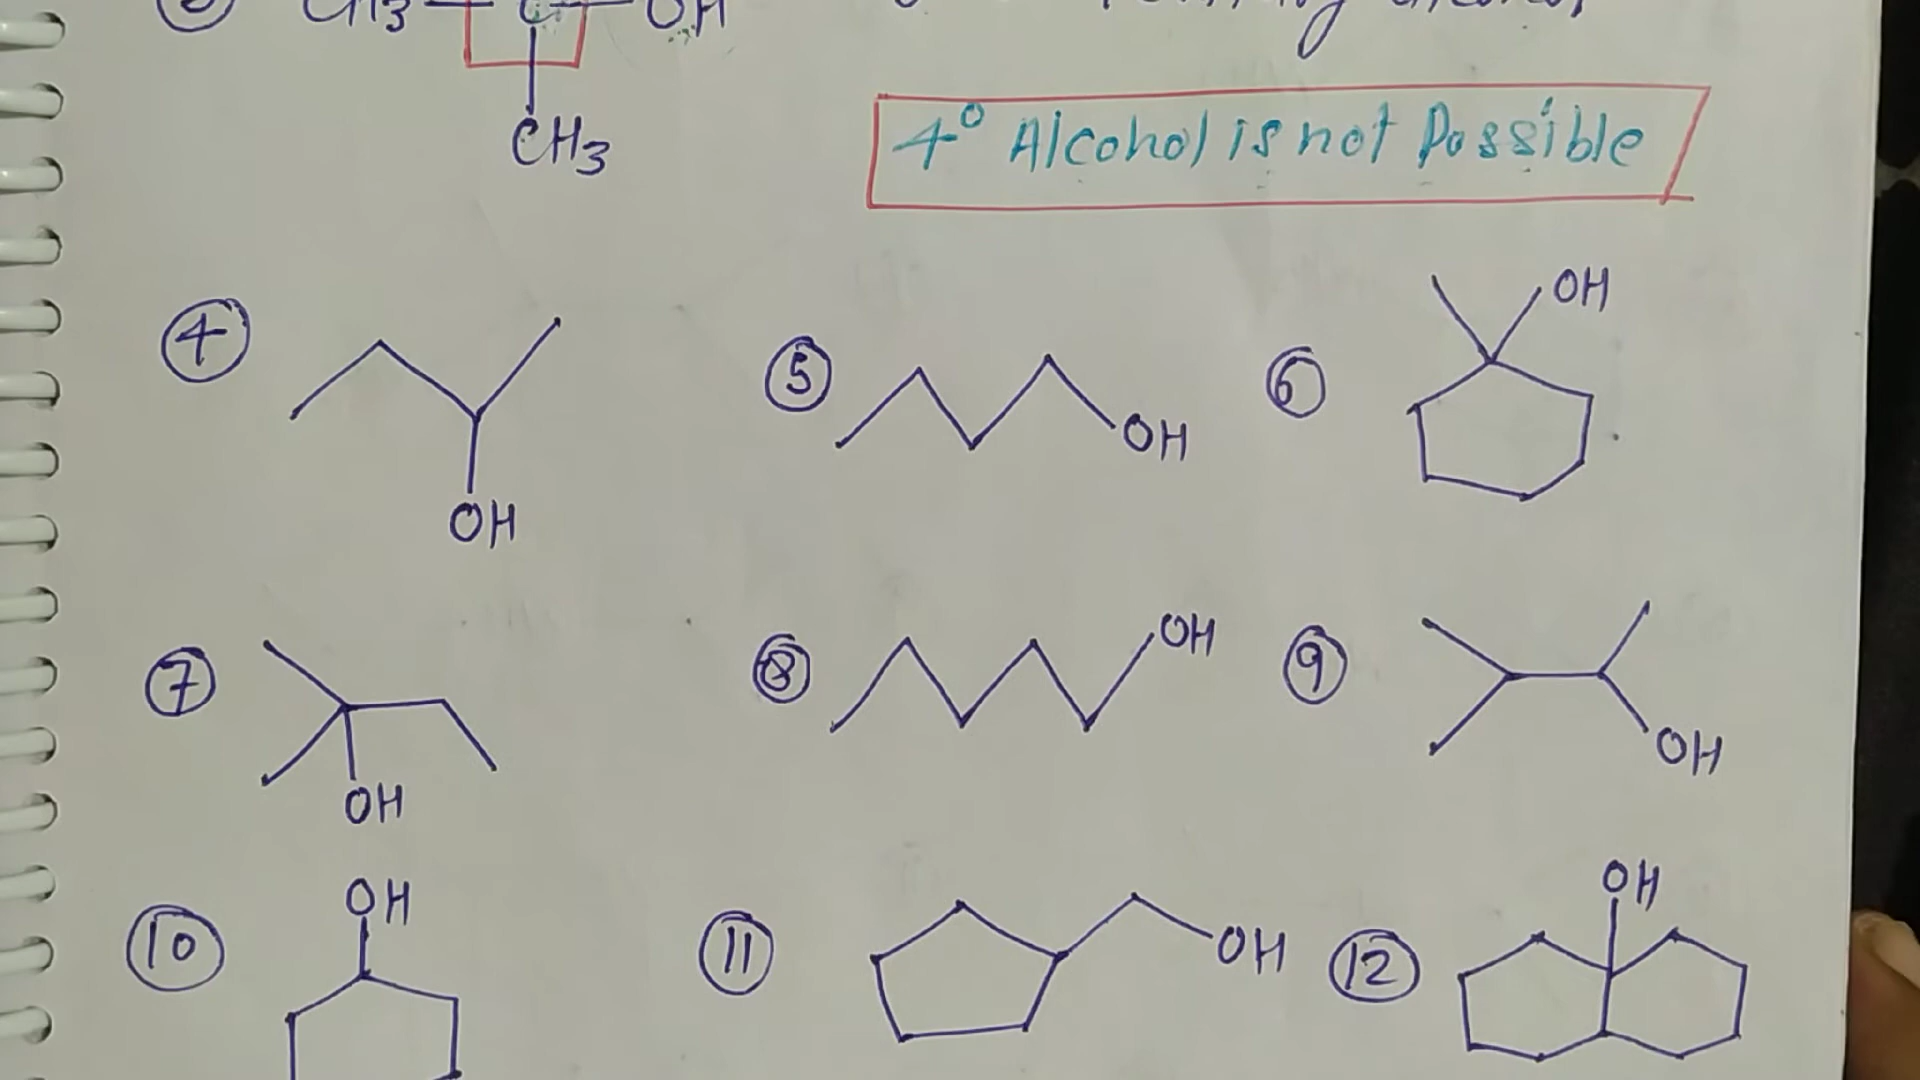 CH3 C OH
CH3
4° Alcohol is not Possible
4 OH
5 OH
6 OH
7 OH
8 OH
9 OH
10 OH
11 OH
12 OH